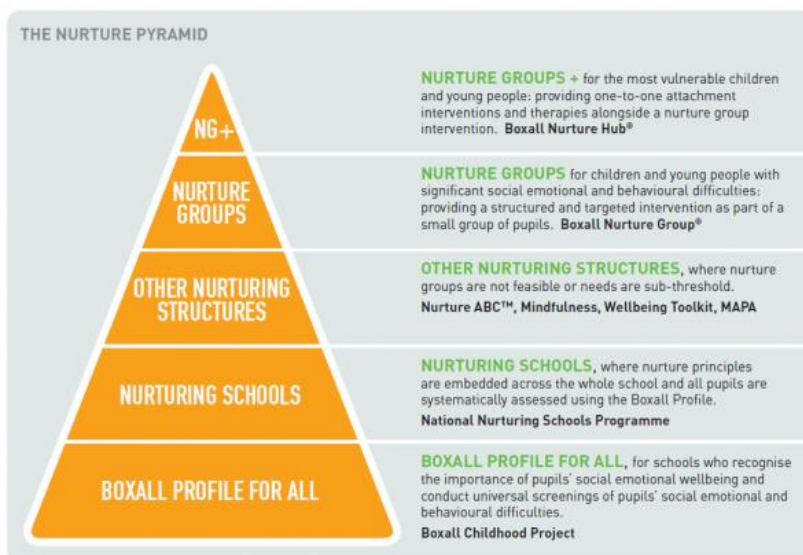 THE NURTURE PYRAMID
NG+
NURTURE GROUPS + for the most vulnerable children
and young people: providing one-to-one attachment
interventions and therapies alongside a nurture group
intervention. Boxall Nurture Hub®
NURTURE
GROUPS
NURTURE GROUPS for children and young people with
significant social emotional and behavioural difficulties:
providing a structured and targeted intervention as part of a
small group of pupils. Boxall Nurture Group®
OTHER NURTURING
STRUCTURES
OTHER NURTURING STRUCTURES, where nurture
groups are not feasible or needs are sub-threshold.
Nurture ABC™, Mindfulness, Wellbeing Toolkit, MAPA
NURTURING SCHOOLS
NURTURING SCHOOLS, where nurture principles
are embedded across the whole school and all pupils are
systematically assessed using the Boxall Profile.
National Nurturing Schools Programme
BOXALL PROFILE FOR ALL
BOXALL PROFILE FOR ALL, for schools who recognise
the importance of pupils' social emotional wellbeing and
conduct universal screenings of pupils' social emotional and
behavioural difficulties.
Boxall Childhood Project